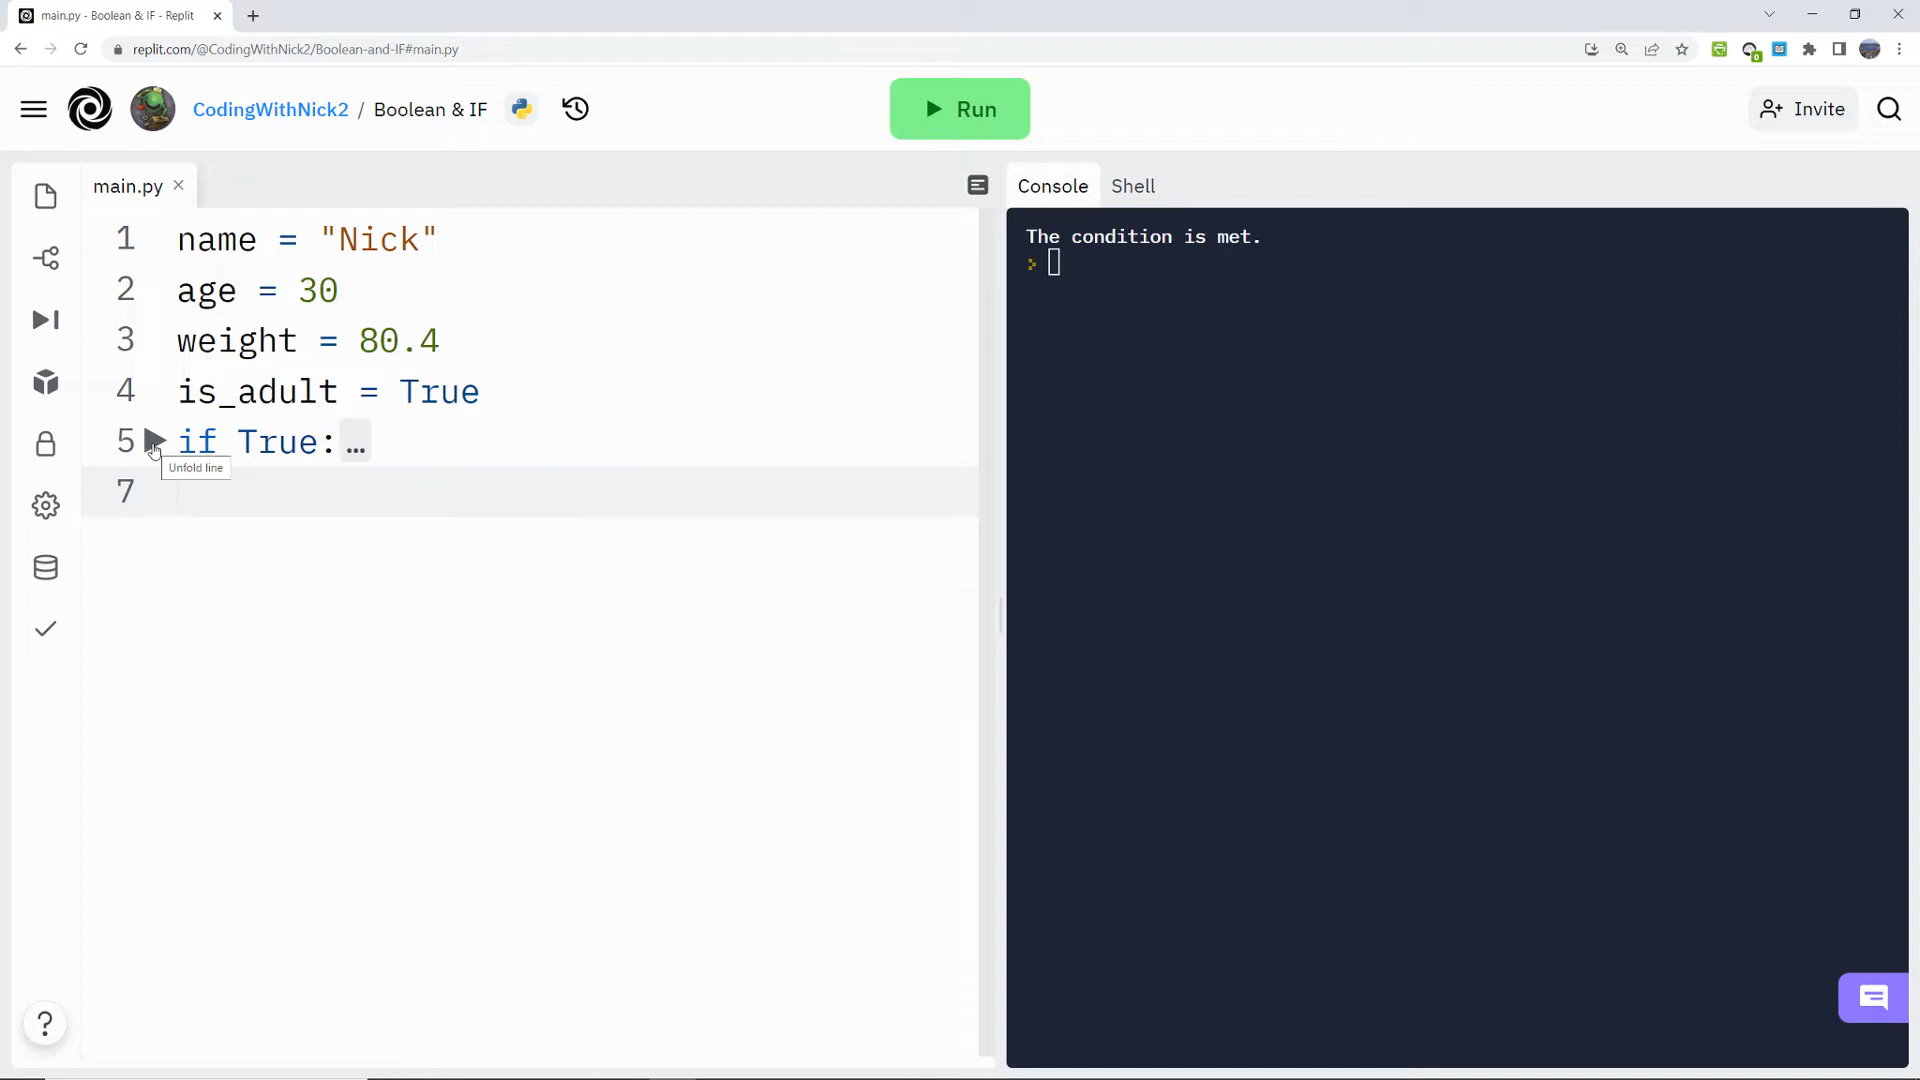 main.py - Boolean & IF - Replit
replit.com/@CodingWithNick2/Boolean-and-IF#main.py
0
CodingWithNick2 / Boolean & IF
Run
Invite
main.py
Console
Shell
1 name = "Nick"
2 age = 30
3 weight = 80.4
4 is_adult = True
5 if True:…
Unfold line
7
The condition is met.
>
?